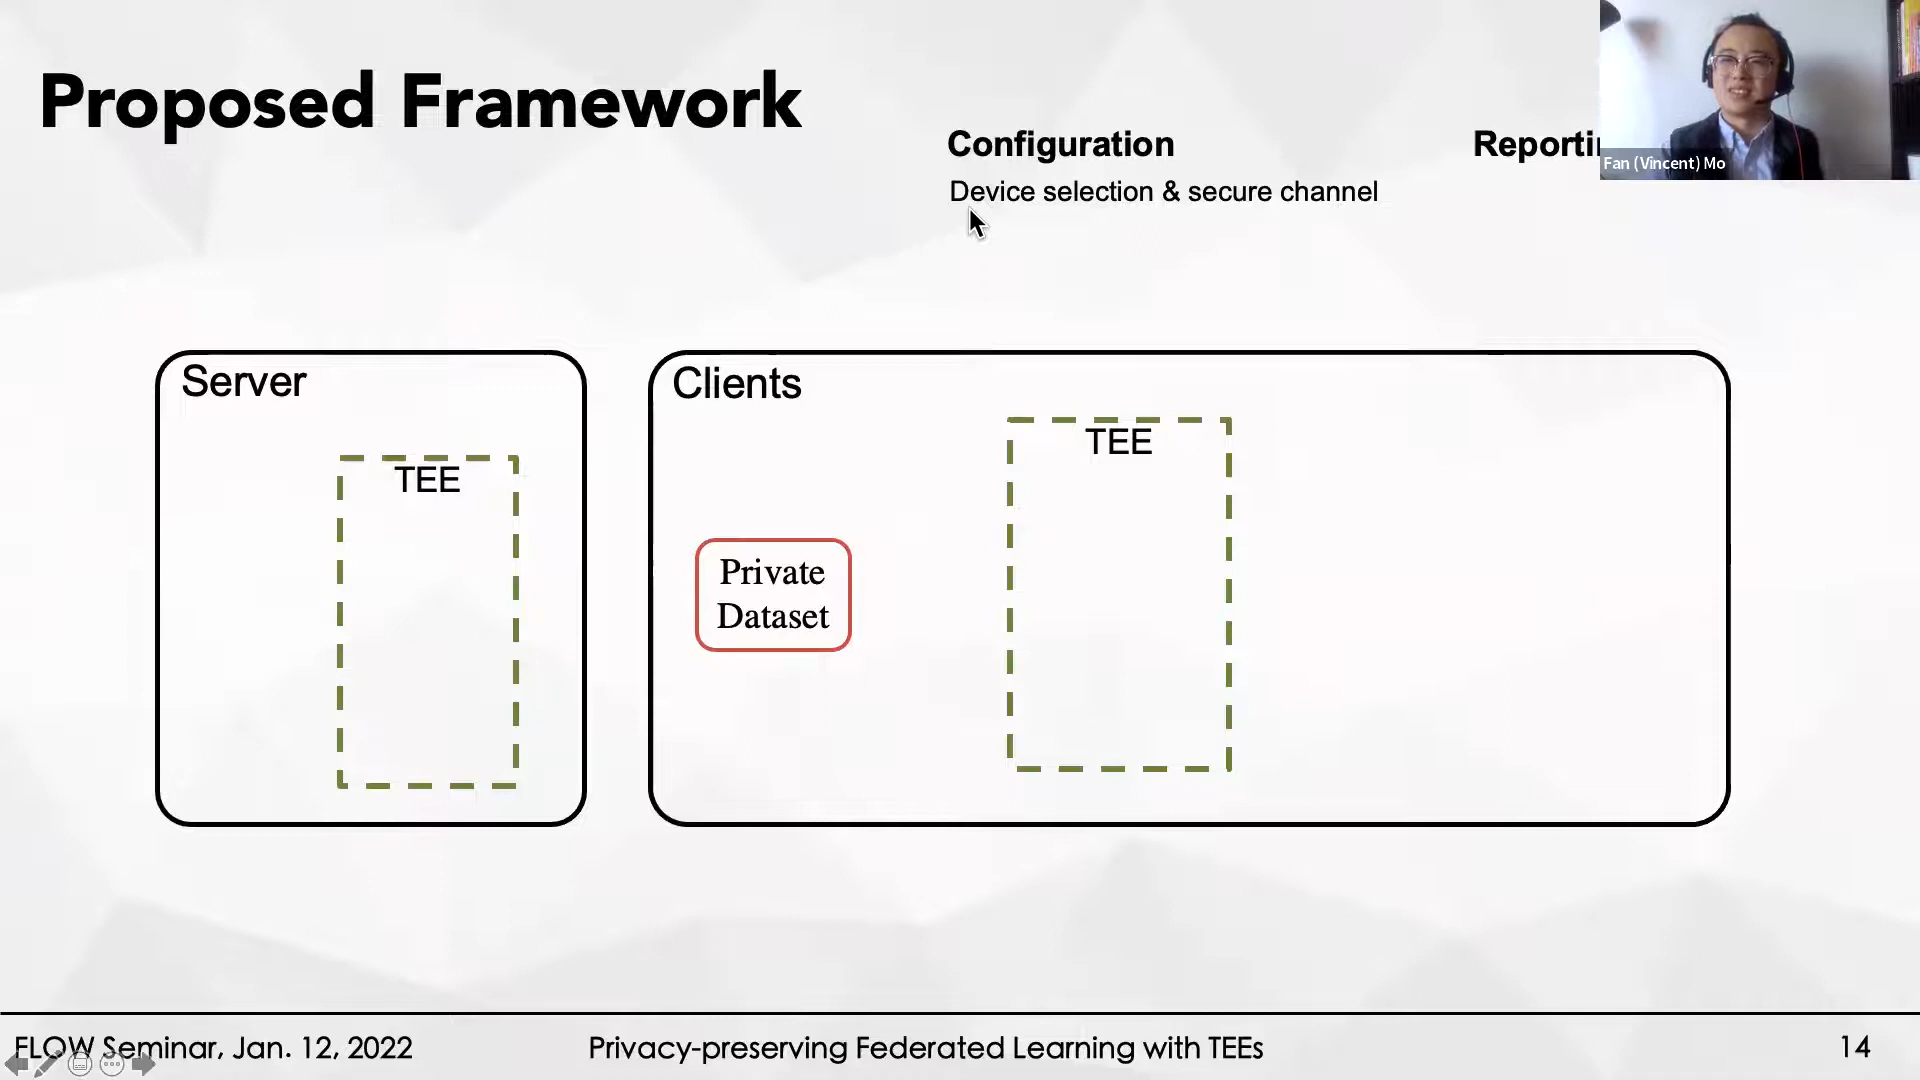 Proposed Framework
Configuration
Device selection & secure channel
Fan (Vincent) Mo
Server
TEE
Clients
TEE
Private
Dataset
FLOW Seminar, Jan. 12, 2022
Privacy-preserving Federated Learning with TEEs
14